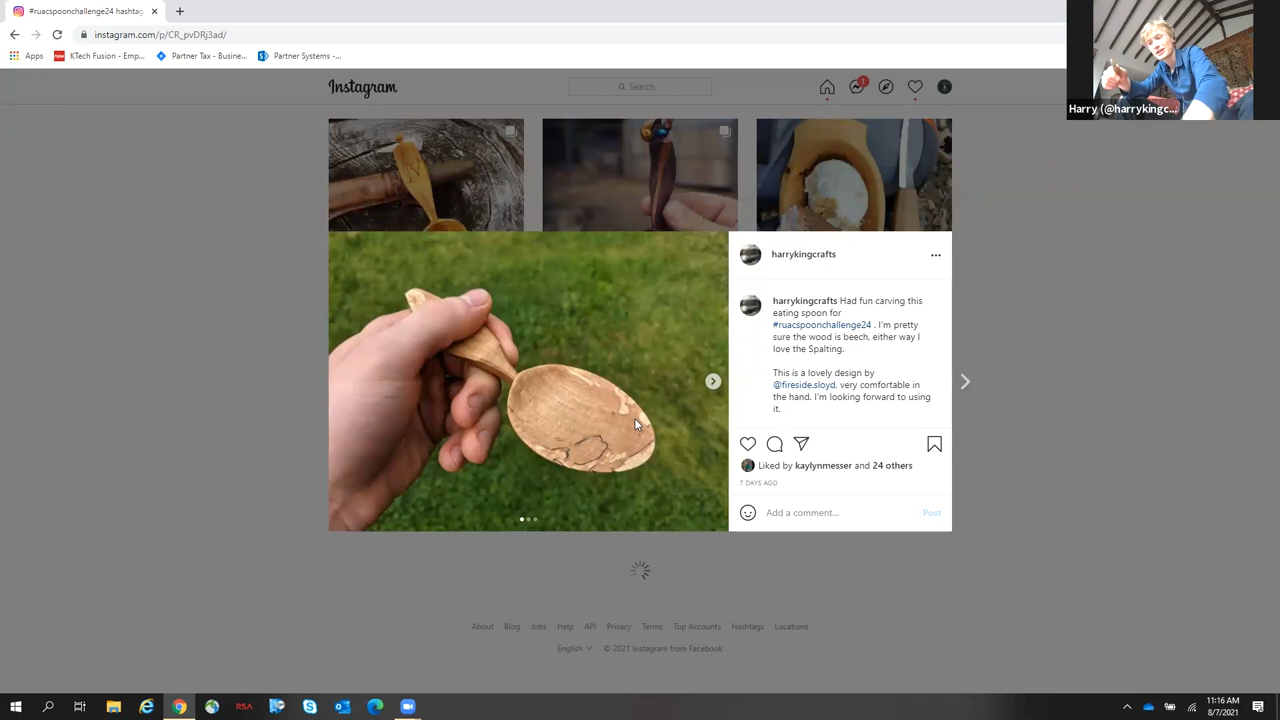 #ruacspoonchallenge24 hashtag
instagram.com/p/CR_pvDRj3ad/
Apps
KTech Fusion - Emp...
Partner Tax - Busine...
Partner Systems -...
Harry (@harrykingc...
Instagram
Search
1
harrykingcrafts
harrykingcrafts Had fun carving this
eating spoon for
#ruacspoonchallenge24 . I'm pretty
sure the wood is beech, either way I
love the Spalting.
This is a lovely design by
@fireside.sloyd, very comfortable in
the hand. I'm looking forward to using
it.
Liked by kaylynmesser and 24 others
7 DAYS AGO
Add a comment...
Post
About Blog Jobs Help API Privacy Terms Top Accounts Hashtags Locations
English © 2021 Instagram from Facebook
RSA
11:16 AM
8/7/2021